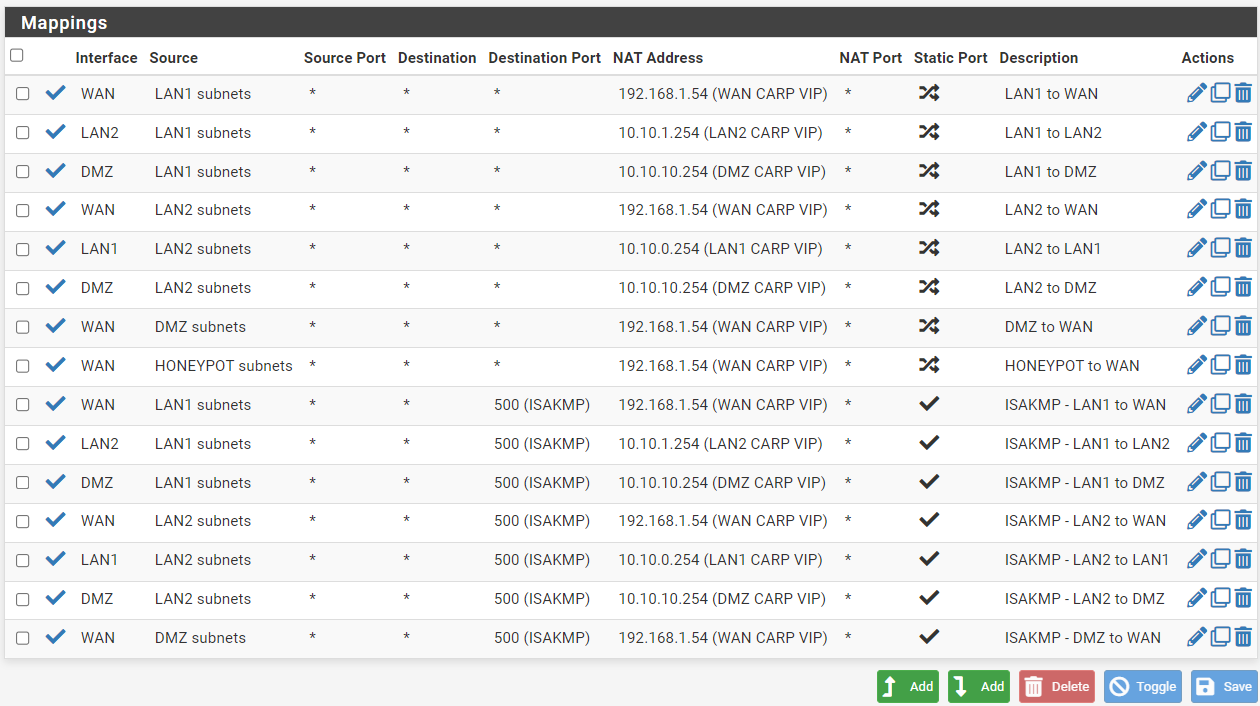 Mappings
Interface Source Source Port Destination Destination Port NAT Address NAT Port Static Port Description Actions
WAN LAN1 subnets * * * 192.168.1.54 (WAN CARP VIP) * LAN1 to WAN
LAN2 LAN1 subnets * * * 10.10.1.254 (LAN2 CARP VIP) * LAN1 to LAN2
DMZ LAN1 subnets * * * 10.10.10.254 (DMZ CARP VIP) * LAN1 to DMZ
WAN LAN2 subnets * * * 192.168.1.54 (WAN CARP VIP) * LAN2 to WAN
LAN1 LAN2 subnets * * * 10.10.0.254 (LAN1 CARP VIP) * LAN2 to LAN1
DMZ LAN2 subnets * * * 10.10.10.254 (DMZ CARP VIP) * LAN2 to DMZ
WAN DMZ subnets * * * 192.168.1.54 (WAN CARP VIP) * DMZ to WAN
WAN HONEYPOT subnets * * * 192.168.1.54 (WAN CARP VIP) * HONEYPOT to WAN
WAN LAN1 subnets * * 500 (ISAKMP) 192.168.1.54 (WAN CARP VIP) * ISAKMP - LAN1 to WAN
LAN2 LAN1 subnets * * 500 (ISAKMP) 10.10.1.254 (LAN2 CARP VIP) * ISAKMP - LAN1 to LAN2
DMZ LAN1 subnets * * 500 (ISAKMP) 10.10.10.254 (DMZ CARP VIP) * ISAKMP - LAN1 to DMZ
WAN LAN2 subnets * * 500 (ISAKMP) 192.168.1.54 (WAN CARP VIP) * ISAKMP - LAN2 to WAN
LAN1 LAN2 subnets * * 500 (ISAKMP) 10.10.0.254 (LAN1 CARP VIP) * ISAKMP - LAN2 to LAN1
DMZ LAN2 subnets * * 500 (ISAKMP) 10.10.10.254 (DMZ CARP VIP) * ISAKMP - LAN2 to DMZ
WAN DMZ subnets * * 500 (ISAKMP) 192.168.1.54 (WAN CARP VIP) * ISAKMP - DMZ to WAN
Add Add Delete Toggle Save